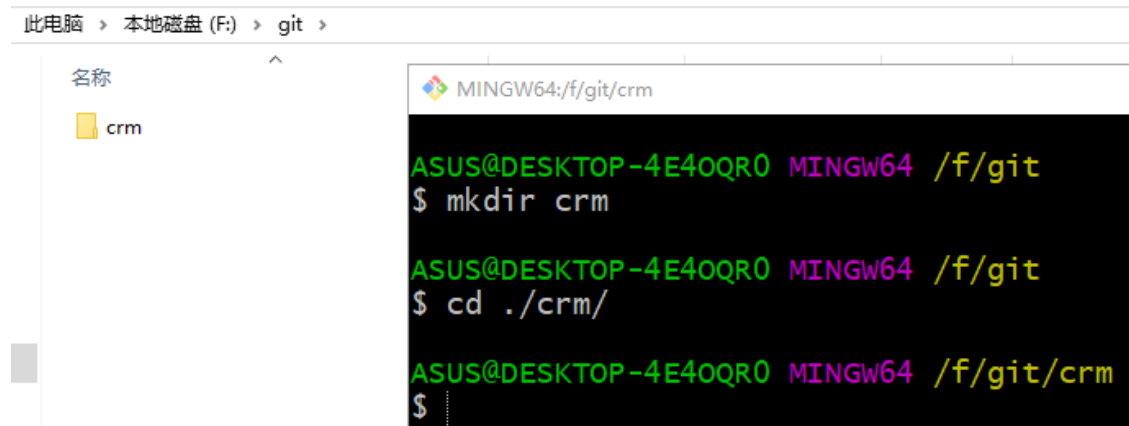 此电脑 › 本地磁盘 (F:) › git ›
名称
crm
MINGW64:/f/git/crm
ASUS@DESKTOP-4E4OQR0 MINGW64 /f/git
$ mkdir crm
ASUS@DESKTOP-4E4OQR0 MINGW64 /f/git
$ cd ./crm/
ASUS@DESKTOP-4E4OQR0 MINGW64 /f/git/crm
$